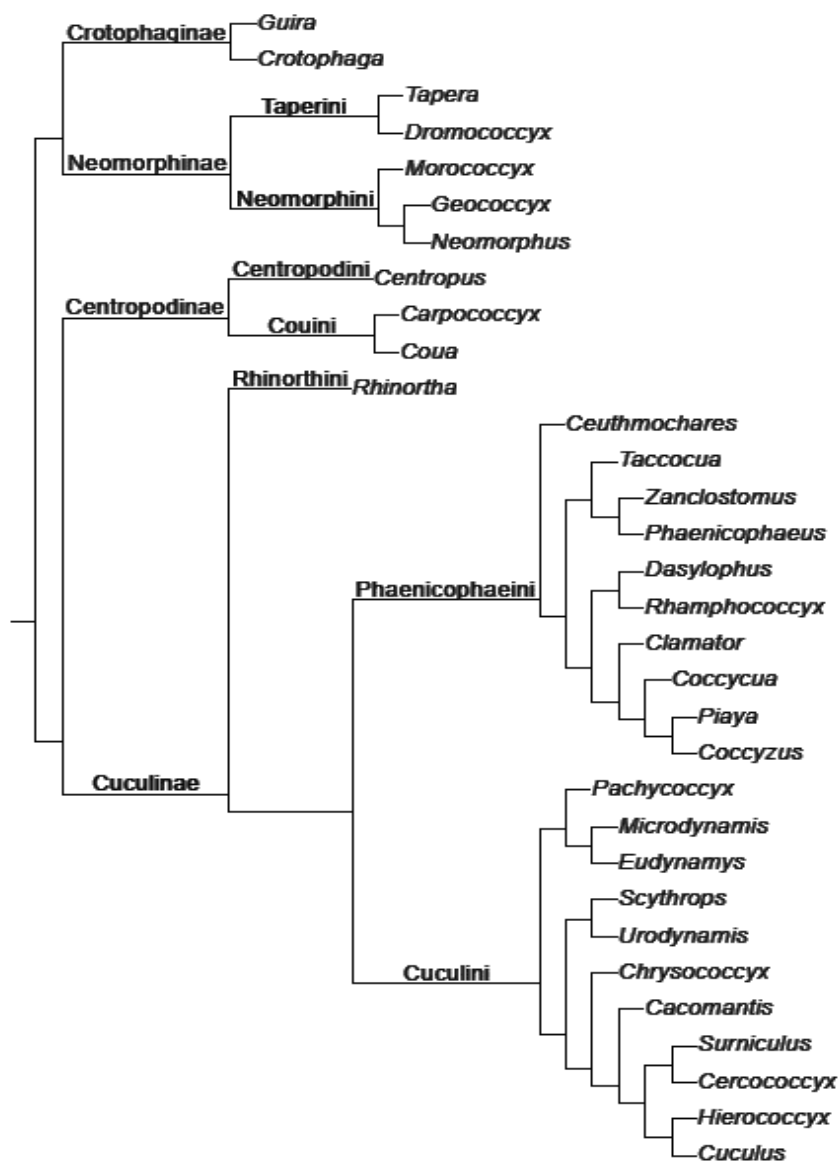 Guira
Crotophaginae
Crotophaga
Tapera
Taperini
Dromococcyx
Neomorphinae
Morococcyx
Neomorphini
Geococcyx
Neomorphus
Centropodini
Centropus
Centropodinae
Carpococcyx
Couini
Coua
Rhinorthini
Rhinortha
Ceuthmochares
Taccocua
Zanclostomus
Phaenicophaeus
Dasylophus
Phaenicophaeini
Rhamphococcyx
Clamator
Coccycua
Piaya
Coccyzus
Cuculinae
Pachycoccyx
Microdynamis
Eudynamys
Scythrops
Urodynamis
Cuculini
Chrysococcyx
Cacomantis
Surniculus
Cercococcyx
Hierococcyx
Cuculus